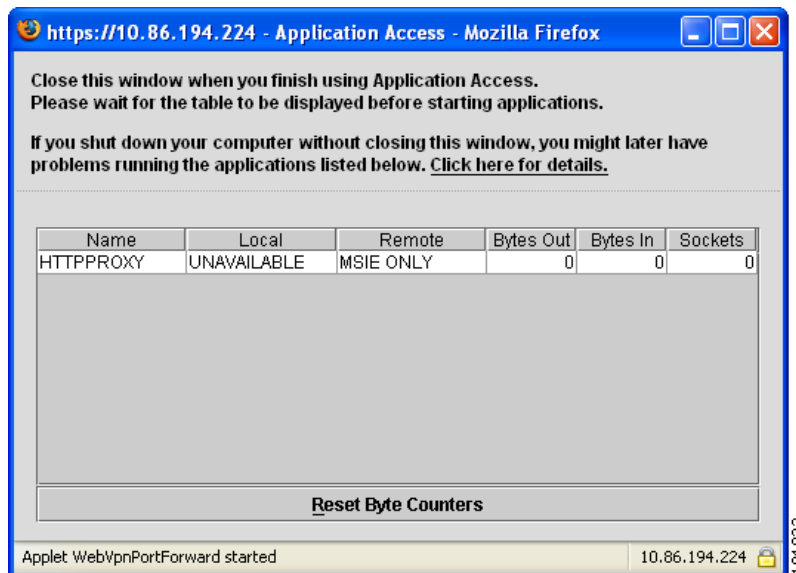 https://10.86.194.224 - Application Access - Mozilla Firefox
Close this window when you finish using Application Access.
Please wait for the table to be displayed before starting applications.
If you shut down your computer without closing this window, you might later have
problems running the applications listed below. Click here for details.
Name Local Remote Bytes Out Bytes In Sockets
HTTPPROXY UNAVAILABLE MSIE ONLY 0 0 0
Reset Byte Counters
Applet WebVpnPortForward started 10.86.194.224